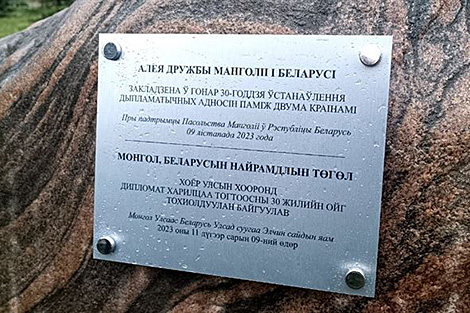 АЛЕЯ ДРУЖБЫ МАНГОЛІІ І БЕЛАРУСІ
ЗАКЛАДЗЕНА Ў ГОНАР 30-ГОДДЗЯ ЎСТАНАЎЛЕННЯ
ДЫПЛАМАТЫЧНЫХ АДНОСІН ПАМІЖ ДВУМА КРАІНАМІ
Пры падтрымцы Пасольства Манголіі ў Рэспубліцы Беларусь
09 лістапада 2023 года
МОНГОЛ, БЕЛАРУСЫН НАЙРАМДЛЫН ТӨГӨЛ
ХОЁР УЛСЫН ХООРОНД
ДИПЛОМАТ ХАРИЛЦАА ТОГТООСНЫ 30 ЖИЛИЙН ОЙГ
ТОХИОЛДУУЛАН БАЙГУУЛАВ
Монгол Улсаас Беларусь Улсад суугаа Элчин сайдын яам
2023 оны 11 дүгээр сарын 09-ний өдөр